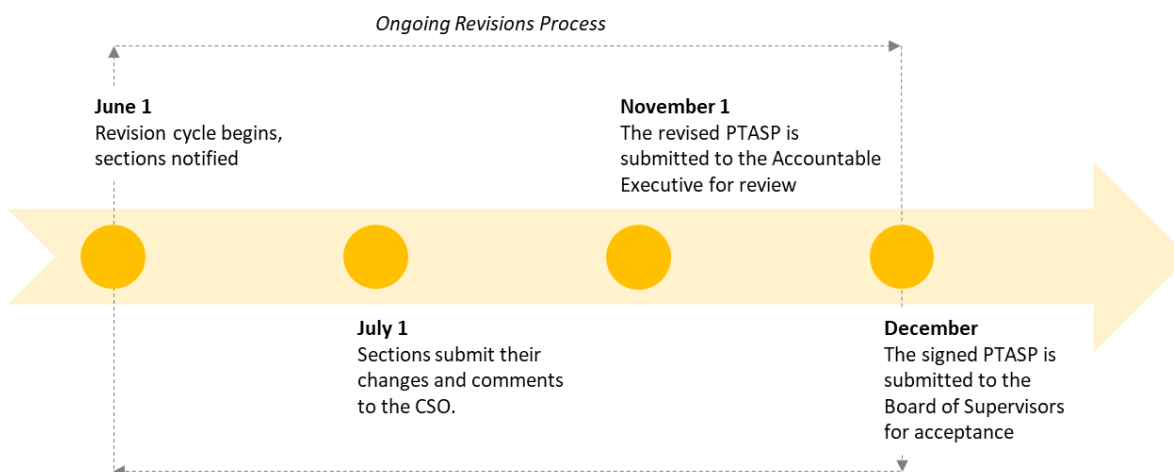 Ongoing Revisions Process
June 1
Revision cycle begins,
sections notified
November 1
The revised PTASP is
submitted to the Accountable
Executive for review
July 1
Sections submit their
changes and comments
to the CSO.
December
The signed PTASP is
submitted to the
Board of Supervisors
for acceptance